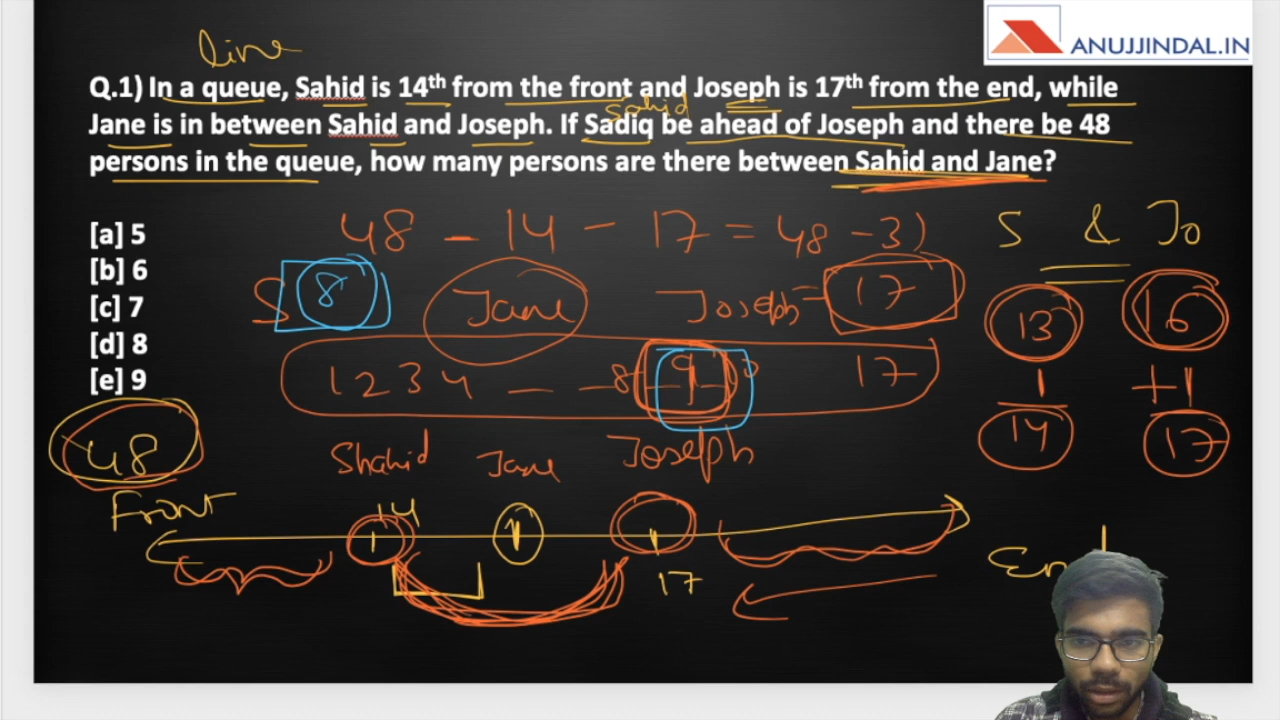 line
ANUJJINDAL.IN
Q.1) In a queue, Sahid is 14th from the front and Joseph is 17th from the end, while
sahid
Jane is in between Sahid and Joseph. If Sadiq be ahead of Joseph and there be 48
persons in the queue, how many persons are there between Sahid and Jane?
[a] 5
[b] 6
[c] 7
[d] 8
[e] 9
48 - 14 - 17 = 48 - 31
S & Jo
S 8 Jane Joseph = 17
13 16
1 2 3 4 - - - 8 9 17
1 +1
14 17
48
Shahid Jane Joseph
Front 14
17